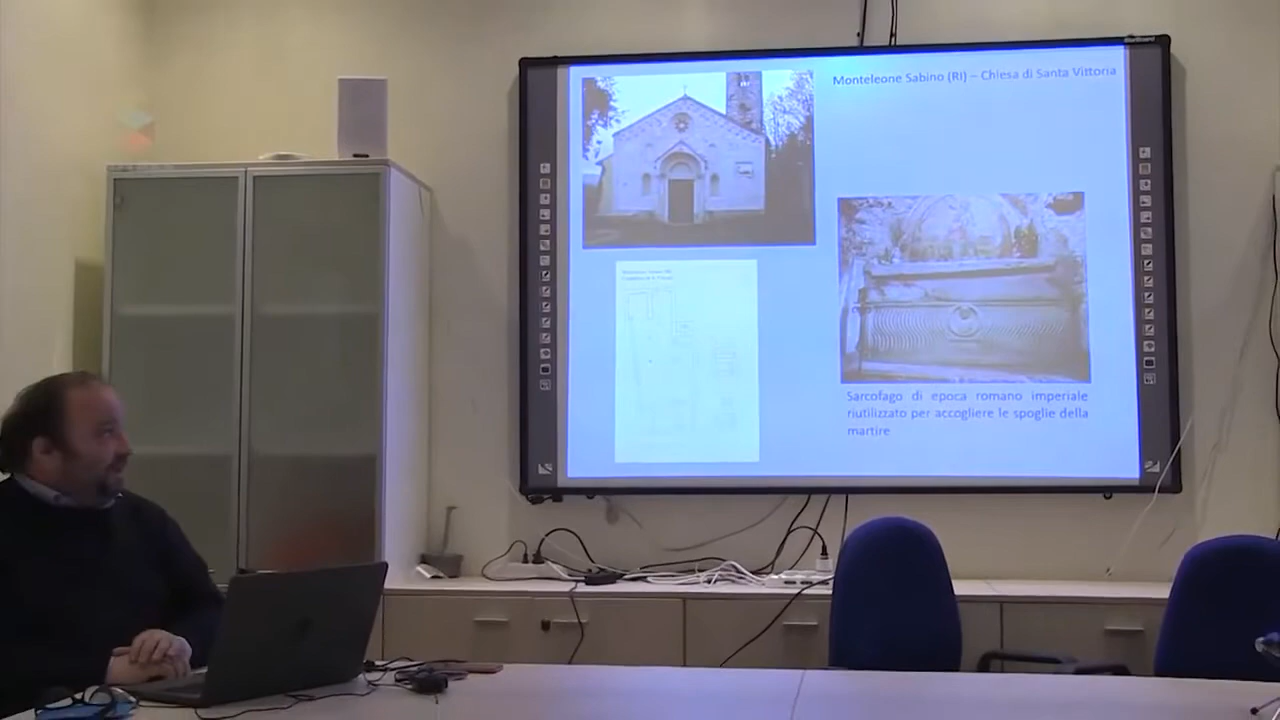 Monteleone Sabino (RI) – Chiesa di Santa Vittoria
Sarcofago di epoca romano imperiale
riutilizzato per accogliere le spoglie della
martire